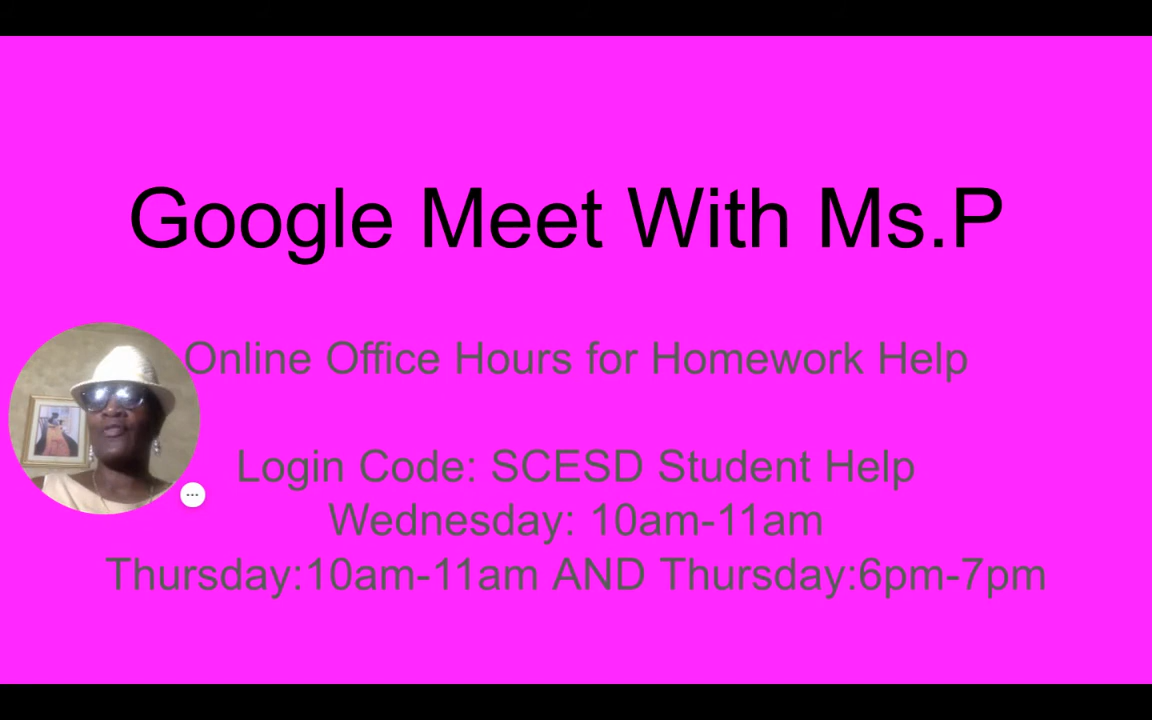 Google Meet With Ms.P
Online Office Hours for Homework Help
Login Code: SCESD Student Help
Wednesday: 10am-11am
Thursday:10am-11am AND Thursday:6pm-7pm